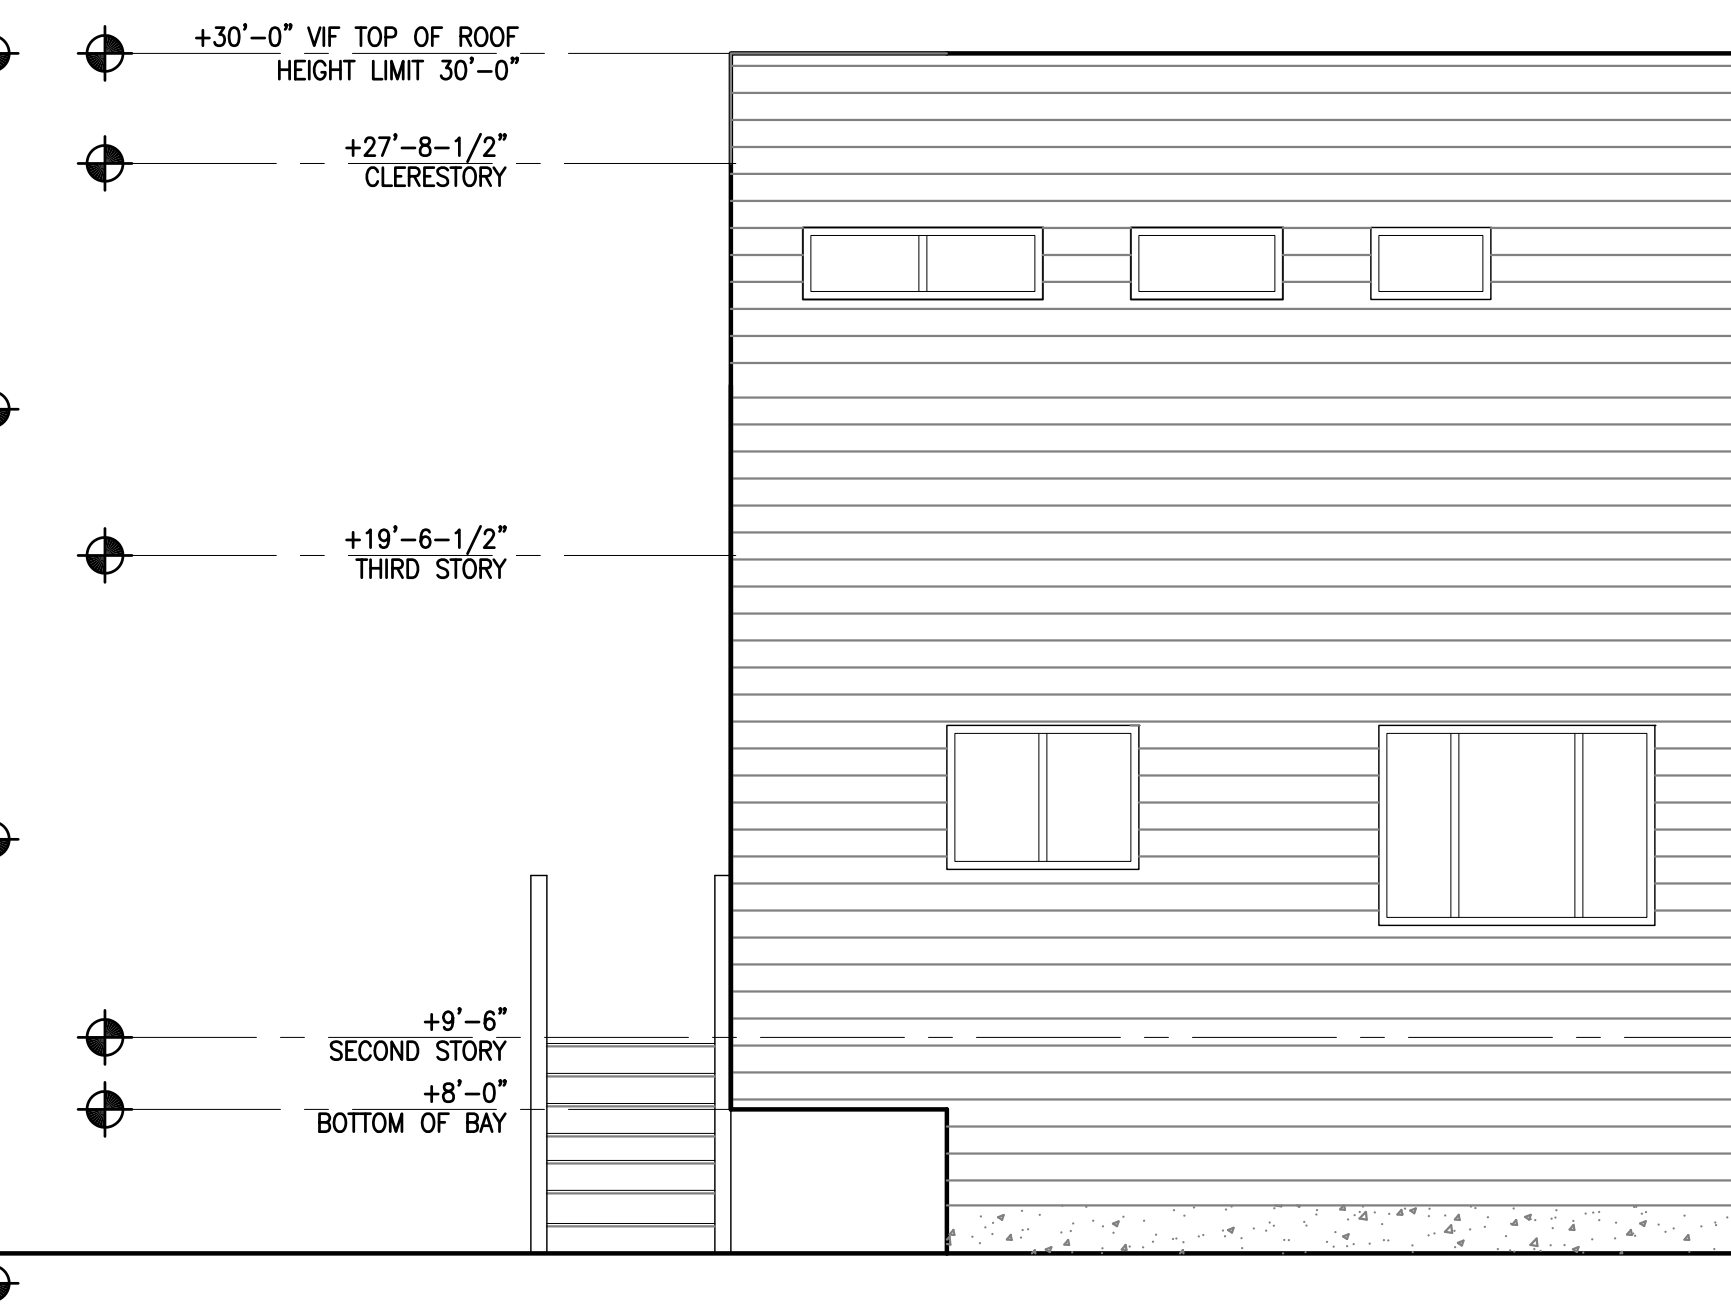 +30'-0" VIF TOP OF ROOF
HEIGHT LIMIT 30'-0"
+27'-8-1/2"
CLERESTORY
+19'-6-1/2"
THIRD STORY
+9'-6"
SECOND STORY
+8'-0"
BOTTOM OF BAY